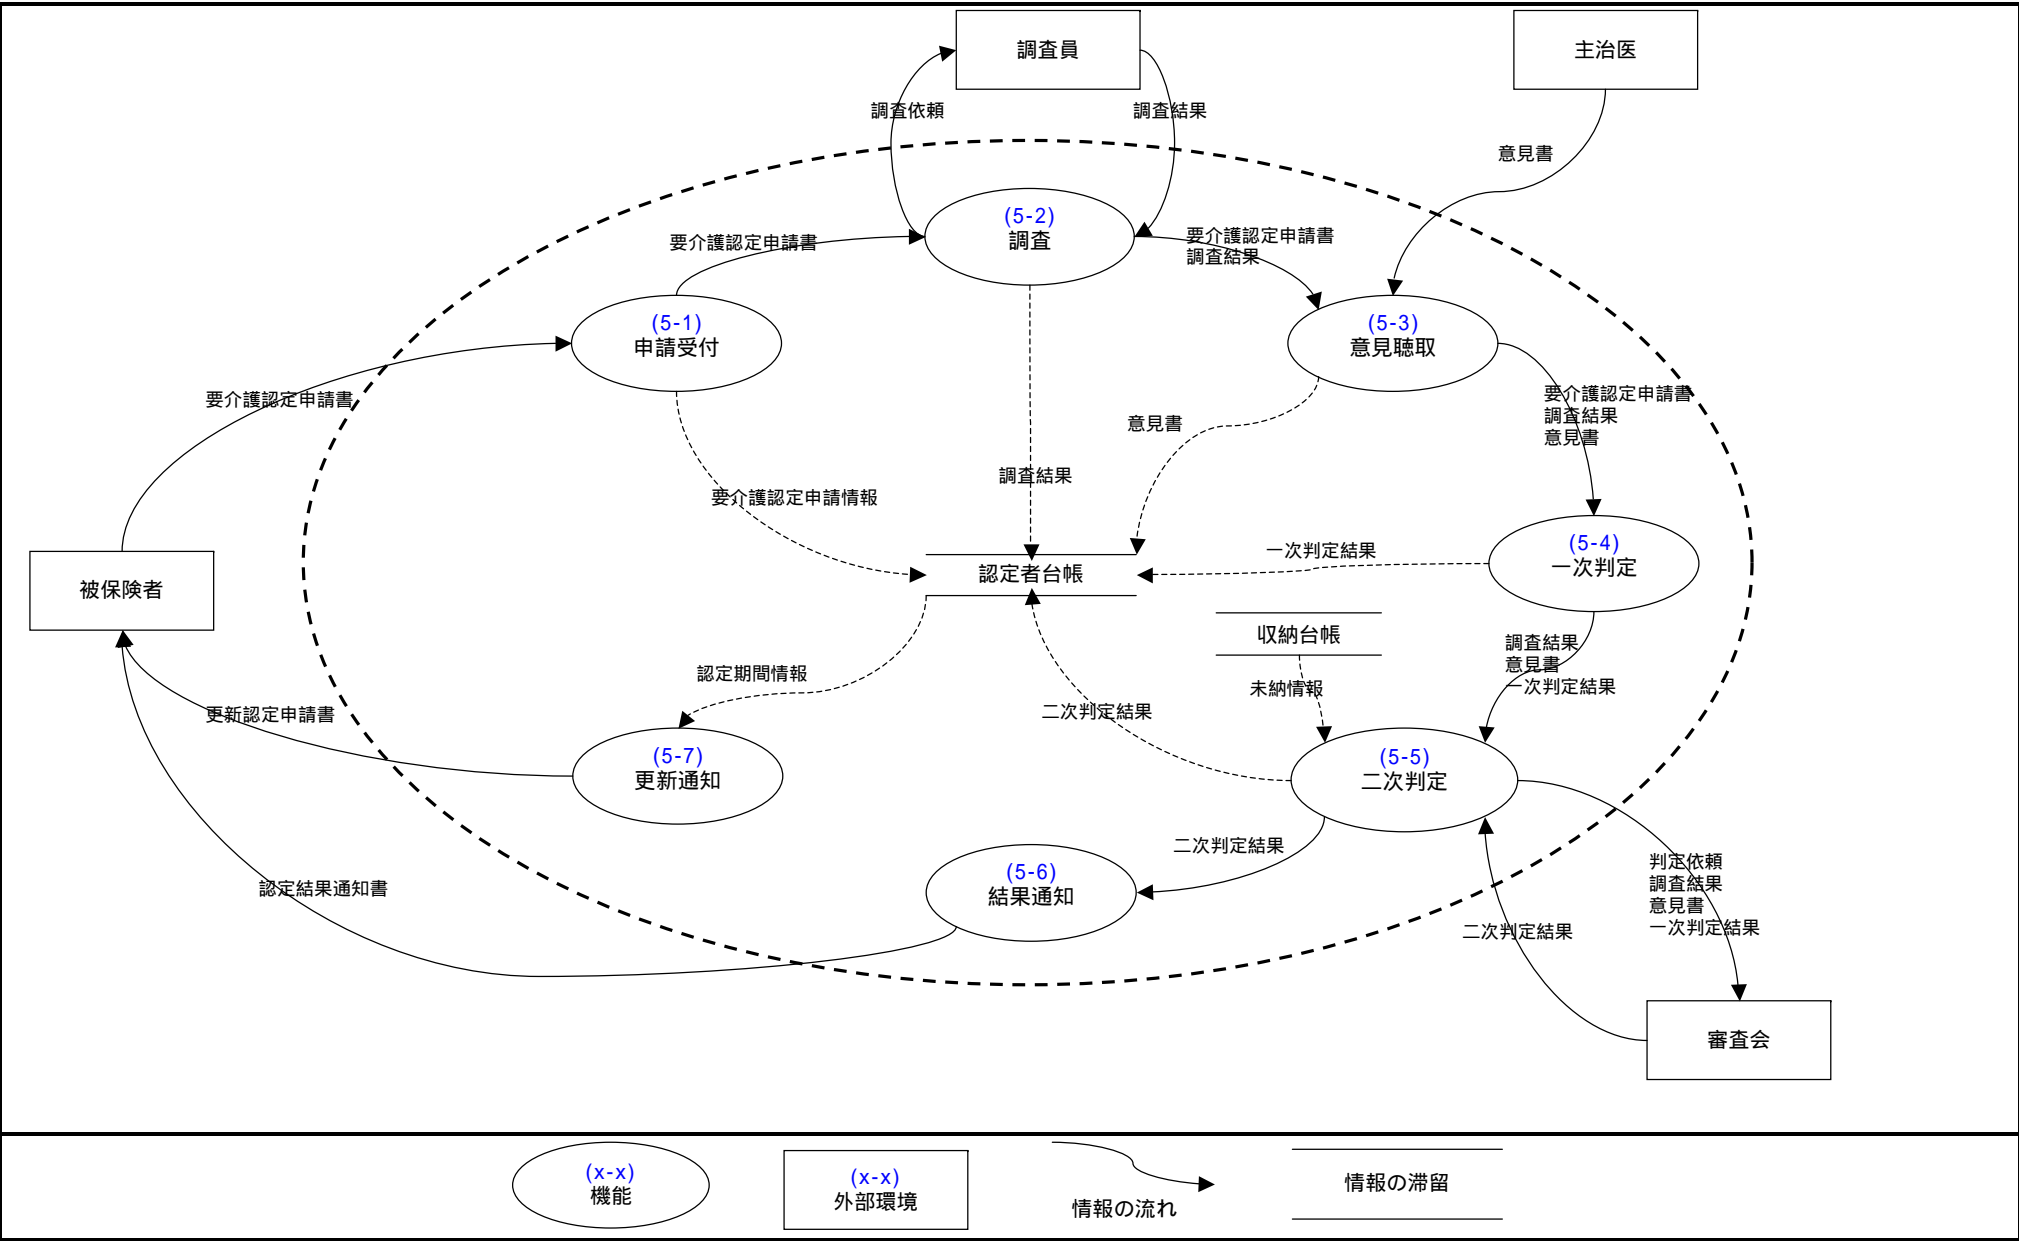 調査員
主治医
調査依頼
調査結果
意見書
(5-2)
調査
要介護認定申請書
要介護認定申請書
調査結果
(5-1)
申請受付
(5-3)
意見聴取
要介護認定申請書
要介護認定申請書
調査結果
意見書
意見書
調査結果
要介護認定申請情報
一次判定結果
(5-4)
一次判定
認定者台帳
被保険者
収納台帳
調査結果
意見書
一次判定結果
認定期間情報
未納情報
二次判定結果
更新認定申請書
(5-7)
更新通知
(5-5)
二次判定
二次判定結果
(5-6)
結果通知
認定結果通知書
判定依頼
調査結果
意見書
一次判定結果
二次判定結果
審査会
(x-x)
機能
(x-x)
外部環境
情報の流れ
情報の滞留